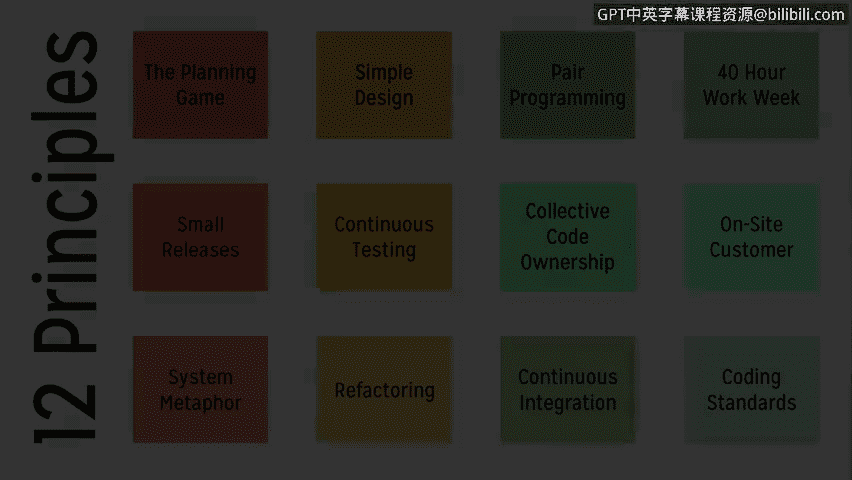 GPT中英字幕课程资源@bilibili.com
12 Principles
The Planning
Game
Simple
Design
Pair
Programming
40 Hour
Work Week
Small
Releases
Continuous
Testing
Collective
Code
Ownership
On-Site
Customer
System
Metaphor
Refactoring
Continuous
Integration
Coding
Standards